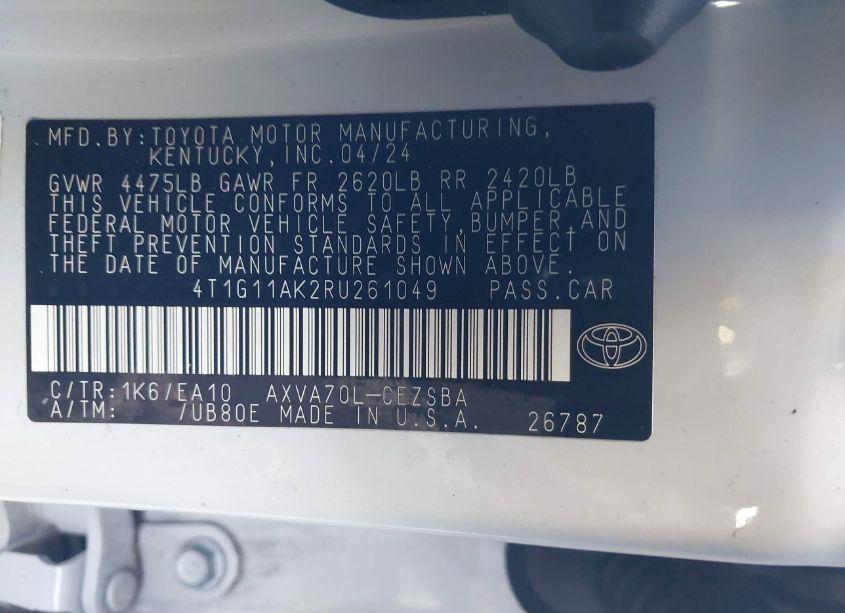 MFD.BY:TOYOTA MOTOR MANUFACTURING,
KENTUCKY,INC.04/24
GVWR 4475LB GAWR FR 2620LB RR 2420LB
THIS VEHICLE CONFORMS TO ALL APPLICABLE
FEDERAL MOTOR VEHICLE SAFETY,BUMPER,AND
THEFT PREVENTION STANDARDS IN EFFECT ON
THE DATE OF MANUFACTURE SHOWN ABOVE.
4T1G11AK2RU261049 PASS.CAR
C/TR:1K6/EA10 AXVA70L-CEZSBA
A/TM: /UB80E MADE IN U.S.A. 26787